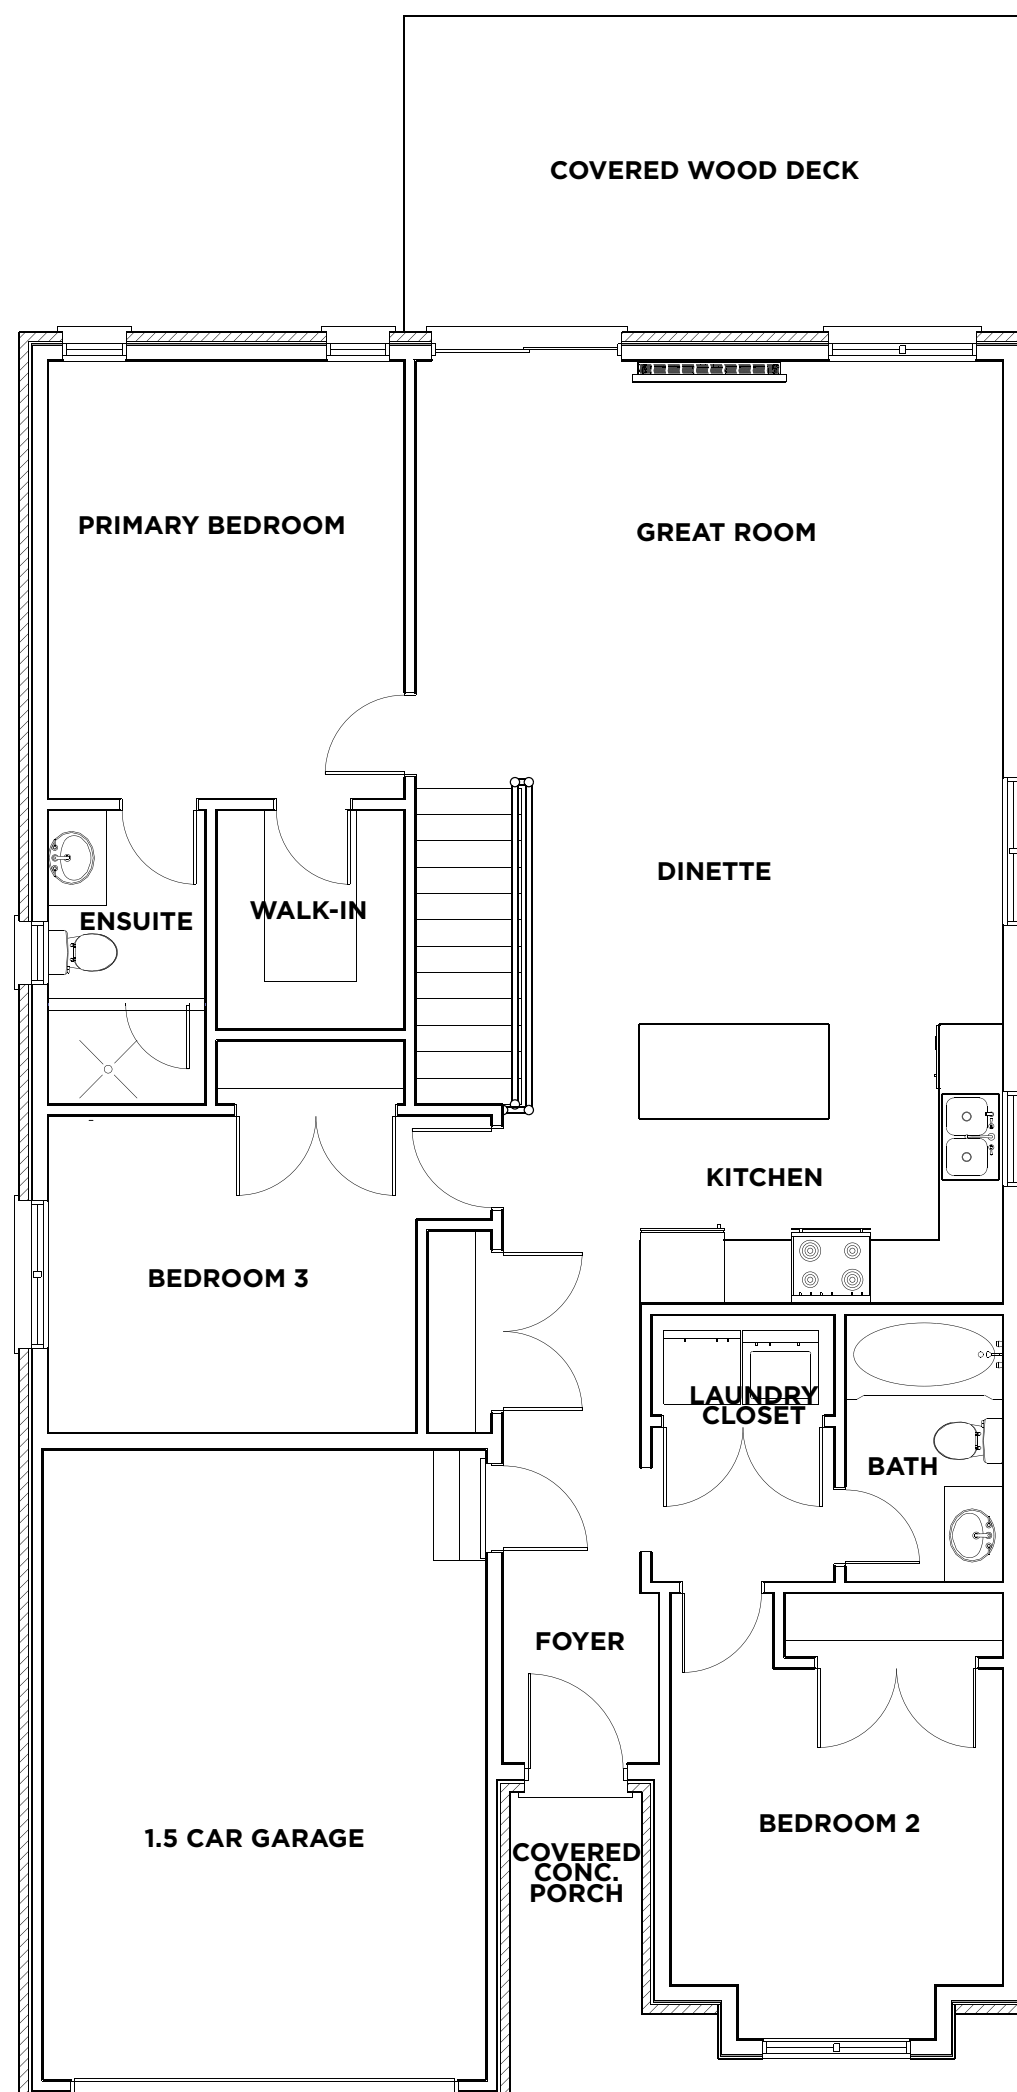 COVERED WOOD DECK
PRIMARY BEDROOM
GREAT ROOM
DINETTE
ENSUITE
WALK-IN
KITCHEN
BEDROOM 3
LAUNDRY
CLOSET
BATH
FOYER
BEDROOM 2
1.5 CAR GARAGE
COVERED
CONC.
PORCH